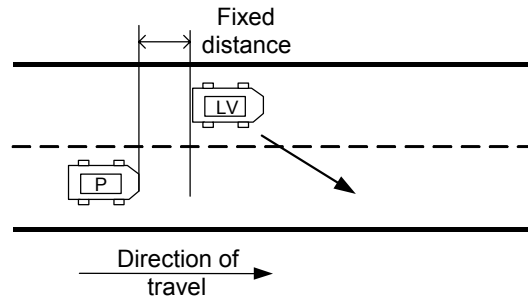 Fixed
distance
LV
P
Direction of
travel